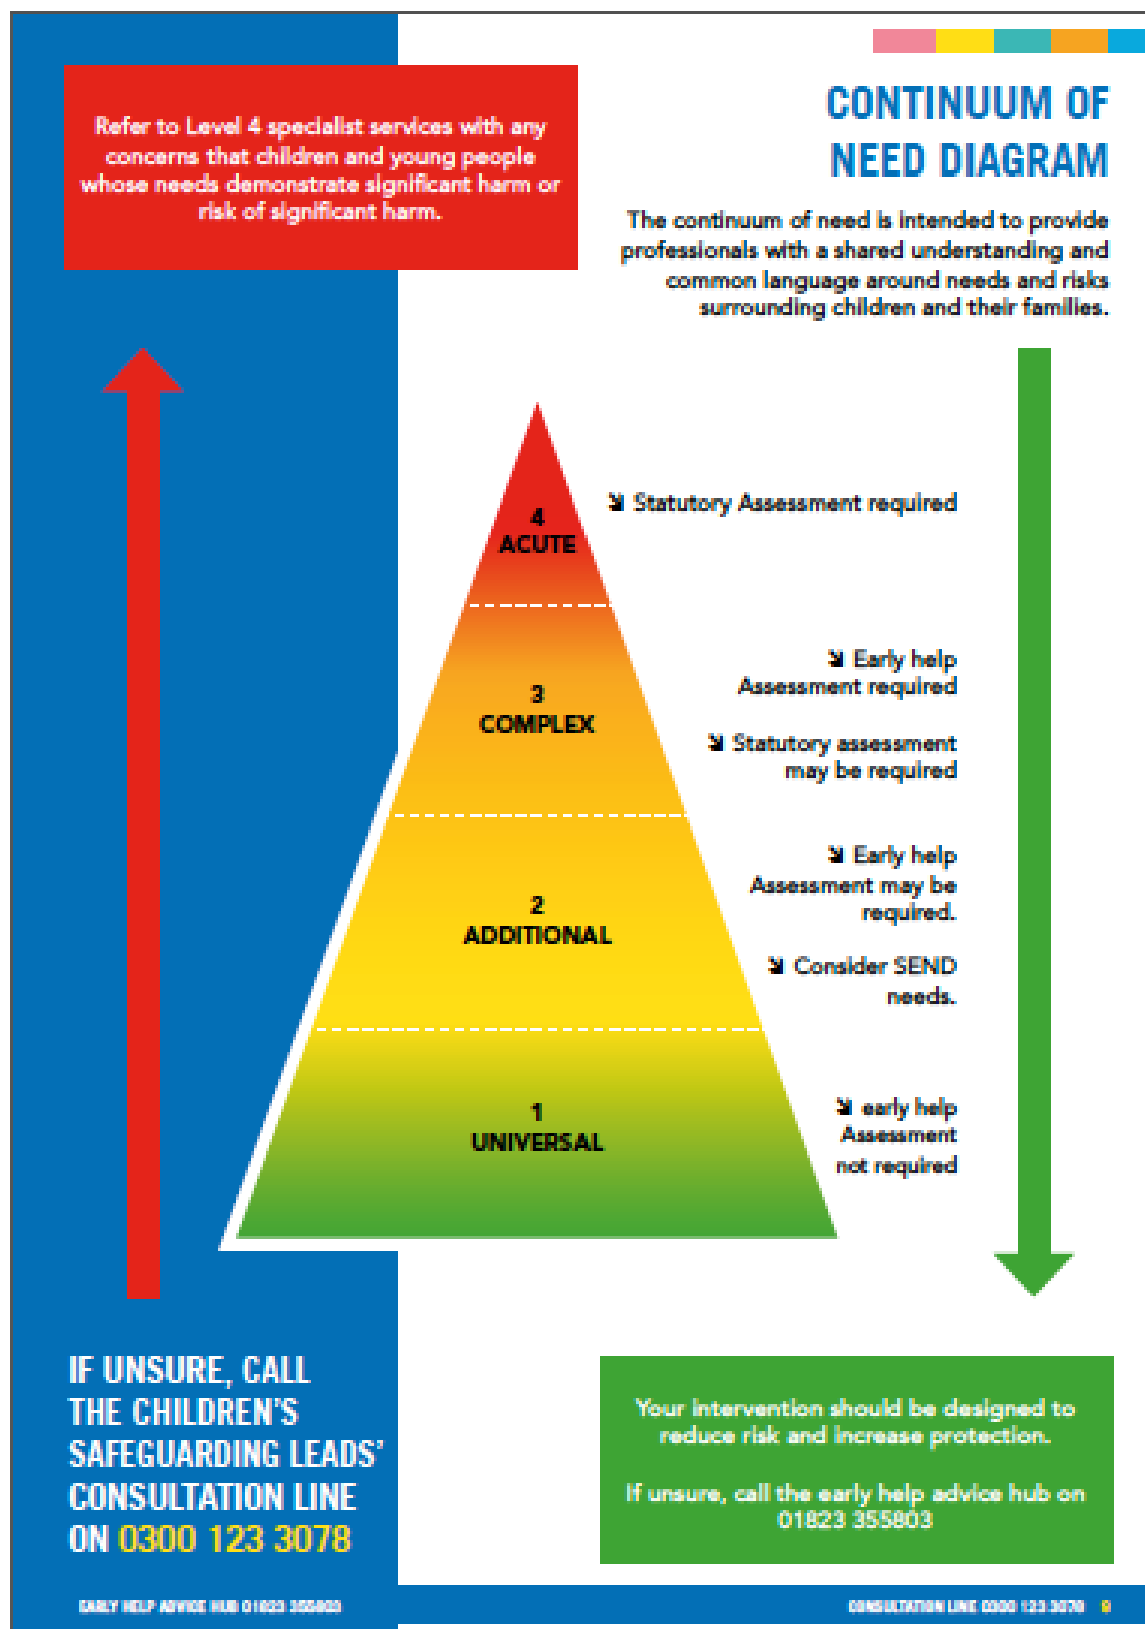 Refer to Level 4 specialist services with any
concerns that children and young people
whose needs demonstrate significant harm or
risk of significant harm.
CONTINUUM OF
NEED DIAGRAM
The continuum of need is intended to provide
professionals with a shared understanding and
common language around needs and risks
surrounding children and their families.
4
ACUTE
Statutory Assessment required
3
COMPLEX
Early help
Assessment required
Statutory assessment
may be required
2
ADDITIONAL
Early help
Assessment may be
required.
Consider SEND
needs.
1
UNIVERSAL
early help
Assessment
not required
IF UNSURE, CALL
THE CHILDREN'S
SAFEGUARDING LEADS'
CONSULTATION LINE
ON 0300 123 3078
Your intervention should be designed to
reduce risk and increase protection.
If unsure, call the early help advice hub on
01823 355803
EARLY HELP ADVICE HUB 01823 355803
CONSULTATION LINE 0300 123 3078